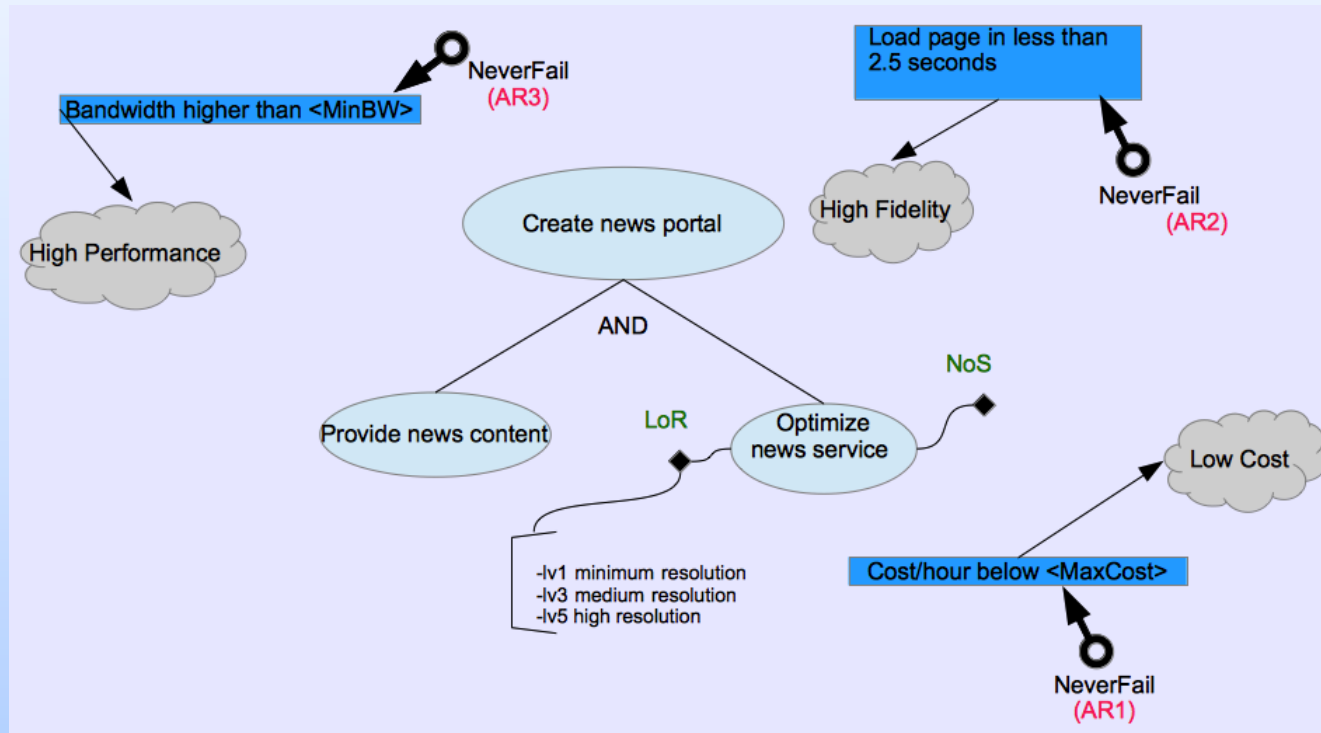 Load page in less than
2.5 seconds
NeverFail
(AR3)
Bandwidth higher than <MinBW>
NeverFail
(AR2)
High Fidelity
Create news portal
High Performance
AND
NoS
LoR
Optimize
news service
Provide news content
Low Cost
-lv1 minimum resolution
-lv3 medium resolution
-lv5 high resolution
Cost/hour below <MaxCost>
NeverFail
(AR1)